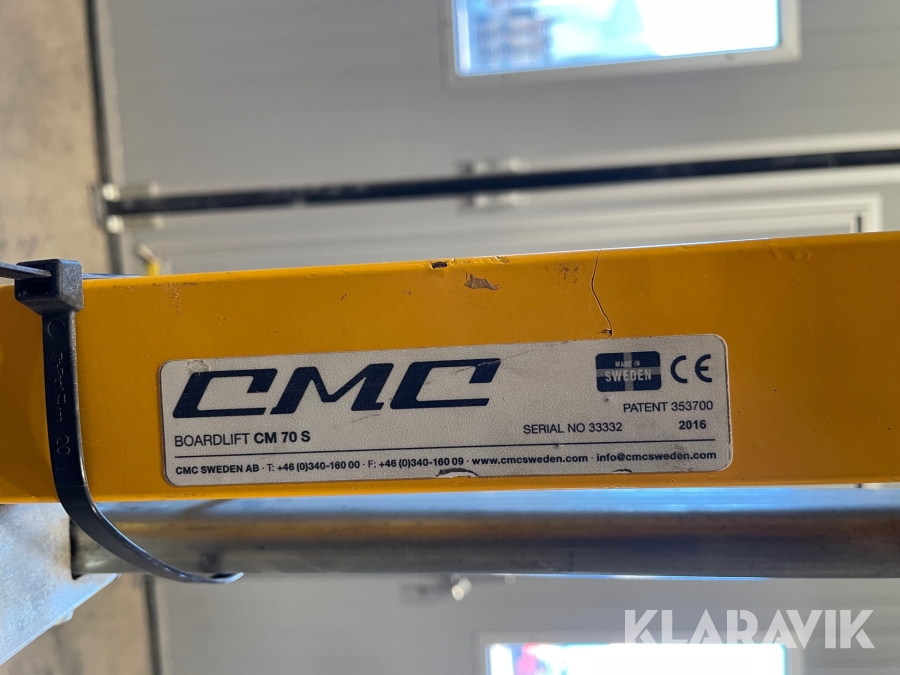 CMC
MADE IN
SWEDEN
CE
BOARDLIFT CM 70 S
SERIAL NO 33332
PATENT 353700
2016
CMC SWEDEN AB · T: +46 (0)340-160 00 · F: +46 (0)340-160 09 · www.cmcsweden.com · info@cmcsweden.com
KLARAVIK